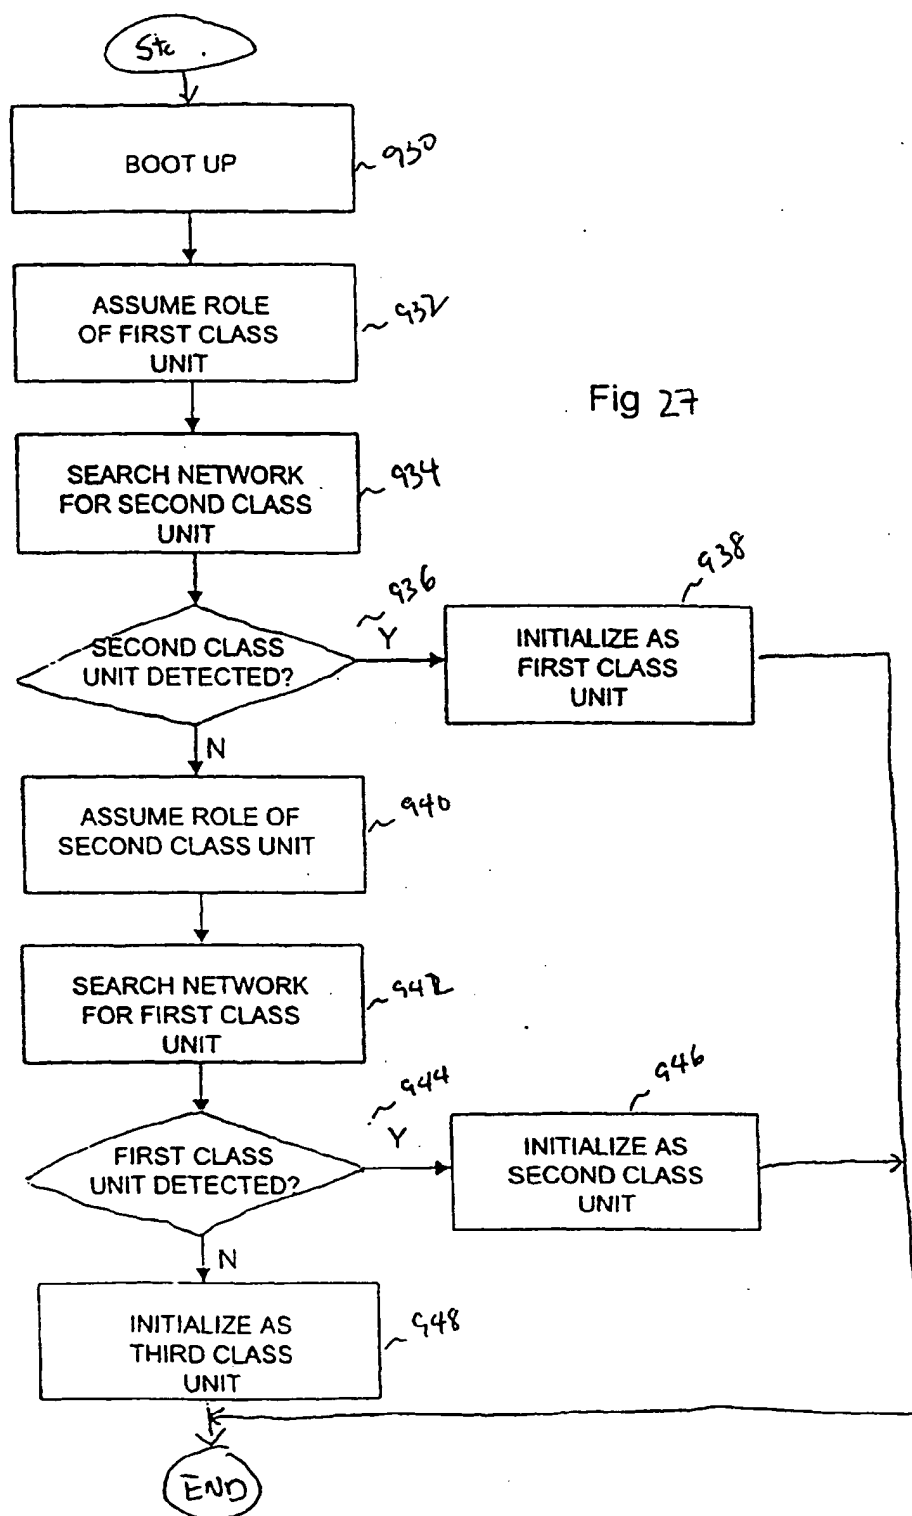 BOOT UP
930
ASSUME ROLE
OF FIRST CLASS
UNIT
932
Fig 27
SEARCH NETWORK
FOR SECOND CLASS
UNIT
934
SECOND CLASS
UNIT DETECTED?
936
Y
N
INITIALIZE AS
FIRST CLASS
UNIT
938
ASSUME ROLE OF
SECOND CLASS UNIT
940
SEARCH NETWORK
FOR FIRST CLASS
UNIT
942
FIRST CLASS
UNIT DETECTED?
944
Y
N
INITIALIZE AS
SECOND CLASS
UNIT
946
INITIALIZE AS
THIRD CLASS
UNIT
948
END